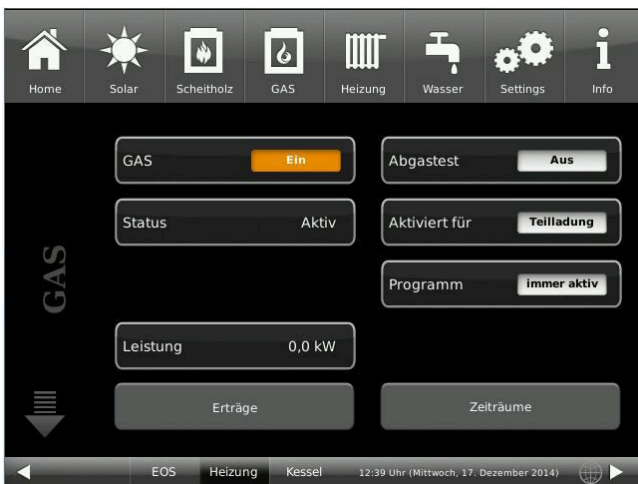 Home Solar Scheitholz GAS Heizung Wasser Settings Info
GAS Ein Abgastest Aus
Status Aktiv Aktiviert für Teilladung
GAS
Programm immer aktiv
Leistung 0,0 kW
Erträge Zeiträume
EOS Heizung Kessel 12:39 Uhr (Mittwoch, 17. Dezember 2014)